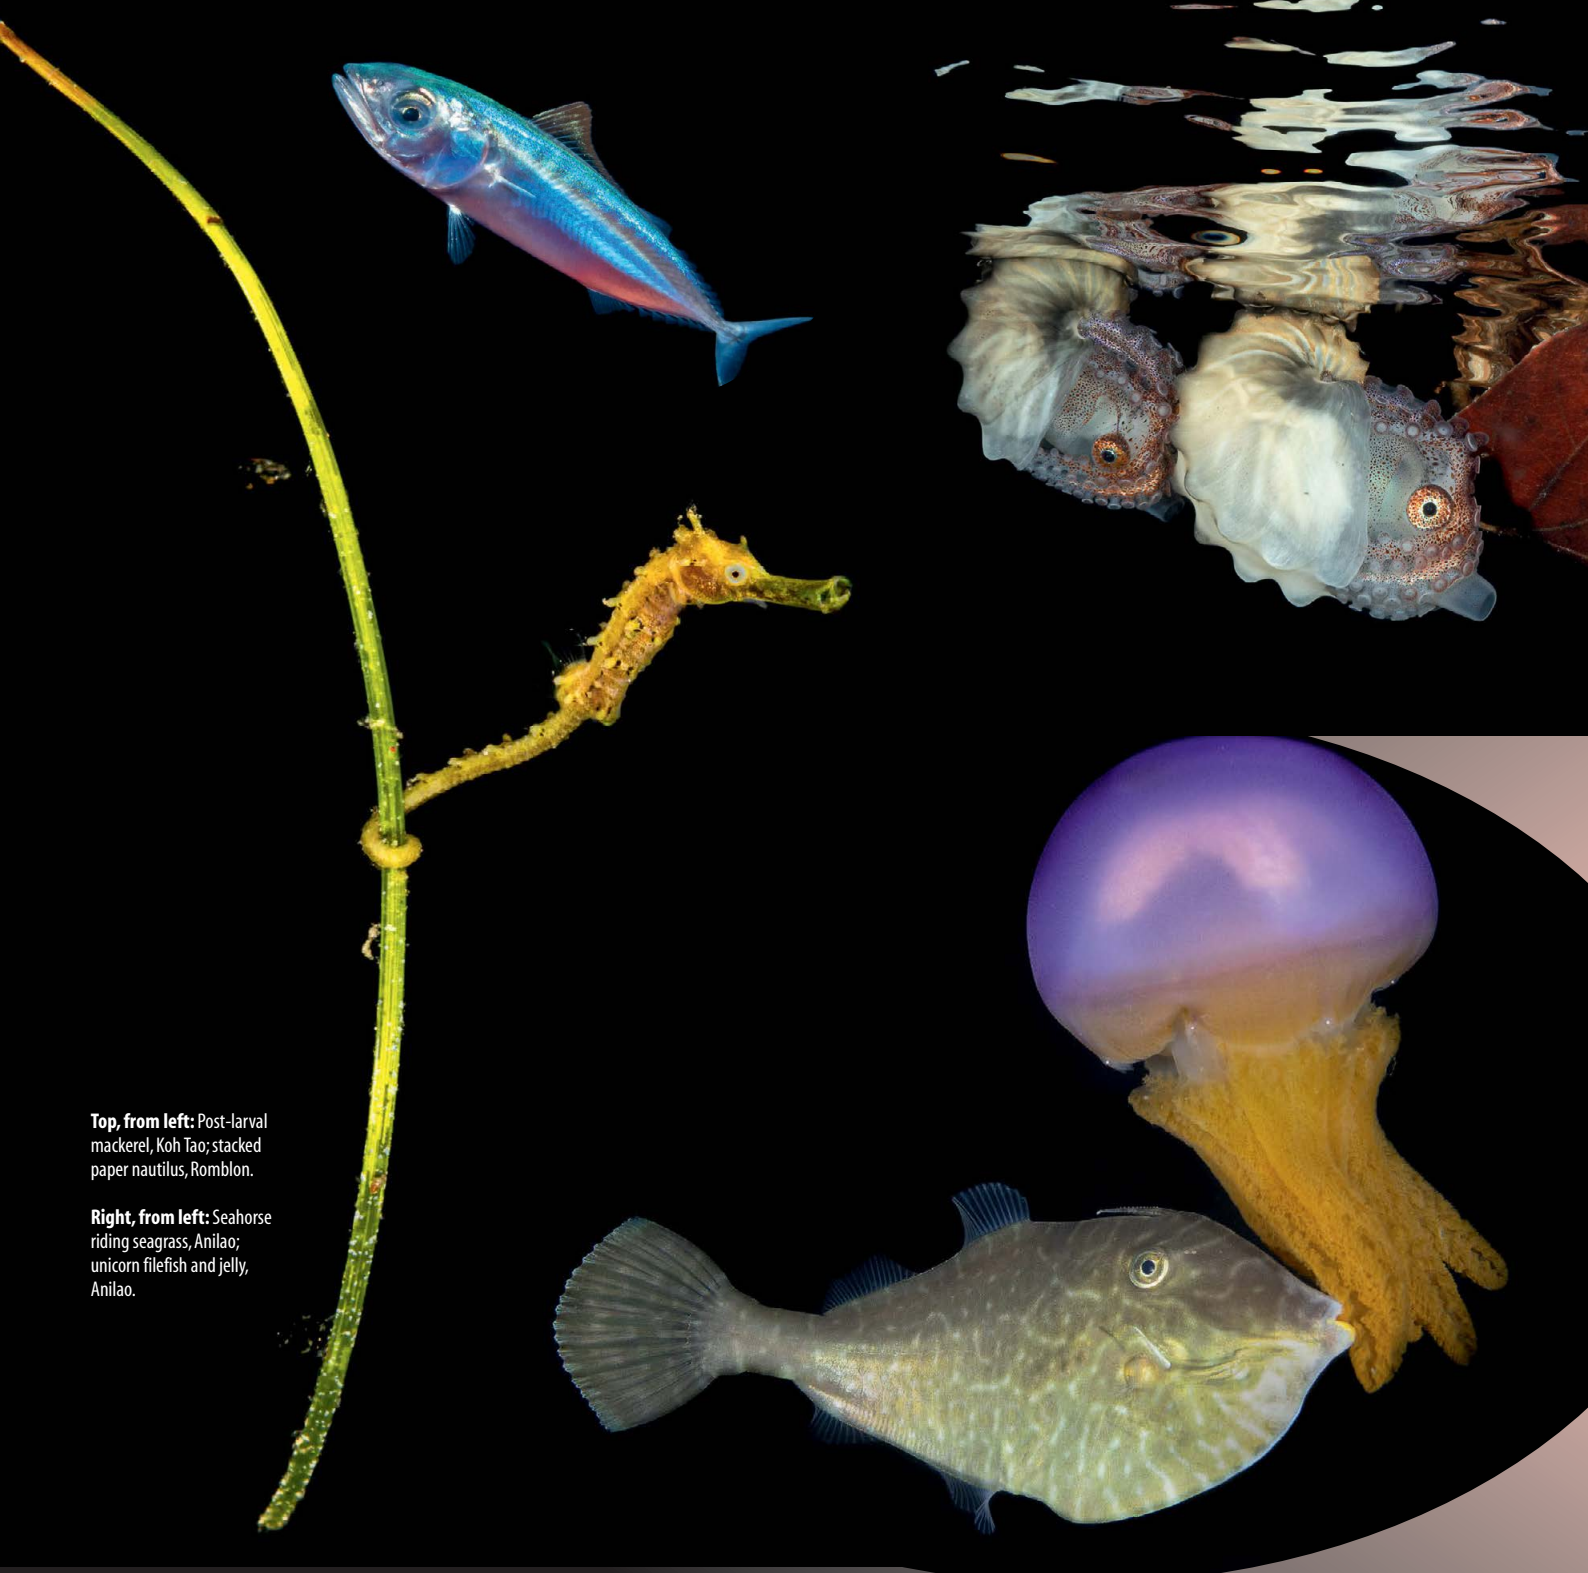 Top, from left: Post-larval
mackerel, Koh Tao; stacked
paper nautilus, Romblon.
Right, from left: Seahorse
riding seagrass, Anilao;
unicorn filefish and jelly,
Anilao.